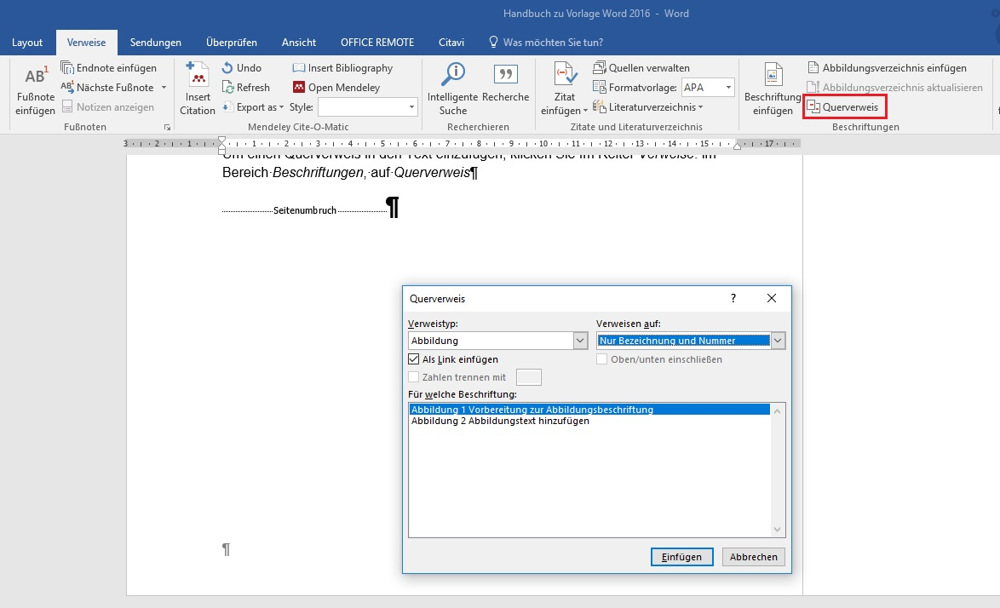 Handbuch zu Vorlage Word 2016 - Word
Layout Verweise Sendungen Überprüfen Ansicht OFFICE REMOTE Citavi Was möchten Sie tun?
AB1 Fußnote einfügen
Endnote einfügen
AB1 Nächste Fußnote
Notizen anzeigen
Fußnoten
Insert Citation
Undo
Refresh
Export as
Insert Bibliography
Open Mendeley
Style:
Mendeley Cite-O-Matic
Intelligente Suche
Recherche
Recherchieren
Zitat einfügen
Quellen verwalten
Formatvorlage: APA
Literaturverzeichnis
Zitate und Literaturverzeichnis
Beschriftung einfügen
Abbildungsverzeichnis einfügen
Abbildungsverzeichnis aktualisieren
Querverweis
Beschriftungen
3 2 1 1 2 3 4 5 6 7 8 9 10 11 12 13 14 15 17
Um einen Querverweis in den Text einzufügen, klicken Sie im Reiter Verweise. im
Bereich·Beschriftungen,·auf·Querverweis¶
Seitenumbruch¶
Querverweis ?
Verweistyp: Verweisen auf:
Abbildung Nur Bezeichnung und Nummer
Als Link einfügen Oben/unten einschließen
Zahlen trennen mit
Für welche Beschriftung:
Abbildung 1 Vorbereitung zur Abbildungsbeschriftung
Abbildung 2 Abbildungstext hinzufügen
¶
Einfügen Abbrechen